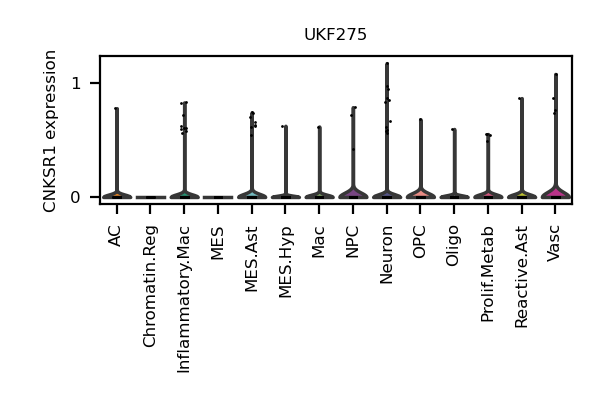 UKF275
CNKSR1 expression
1
0
AC
Chromatin.Reg
Inflammatory.Mac
MES
MES.Ast
MES.Hyp
Mac
NPC
Neuron
OPC
Oligo
Prolif.Metab
Reactive.Ast
Vasc